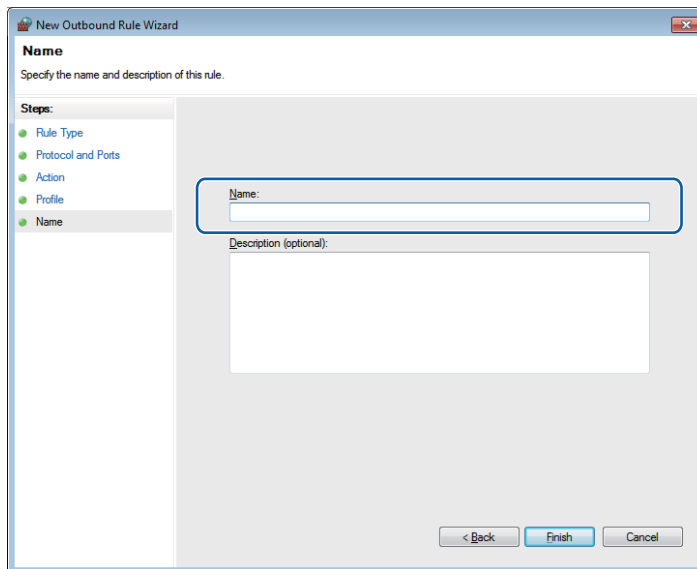 New Outbound Rule Wizard
Name
Specify the name and description of this rule.
Steps:
Rule Type
Protocol and Ports
Action
Profile
Name
Name:
Description (optional):
< Back
Finish
Cancel